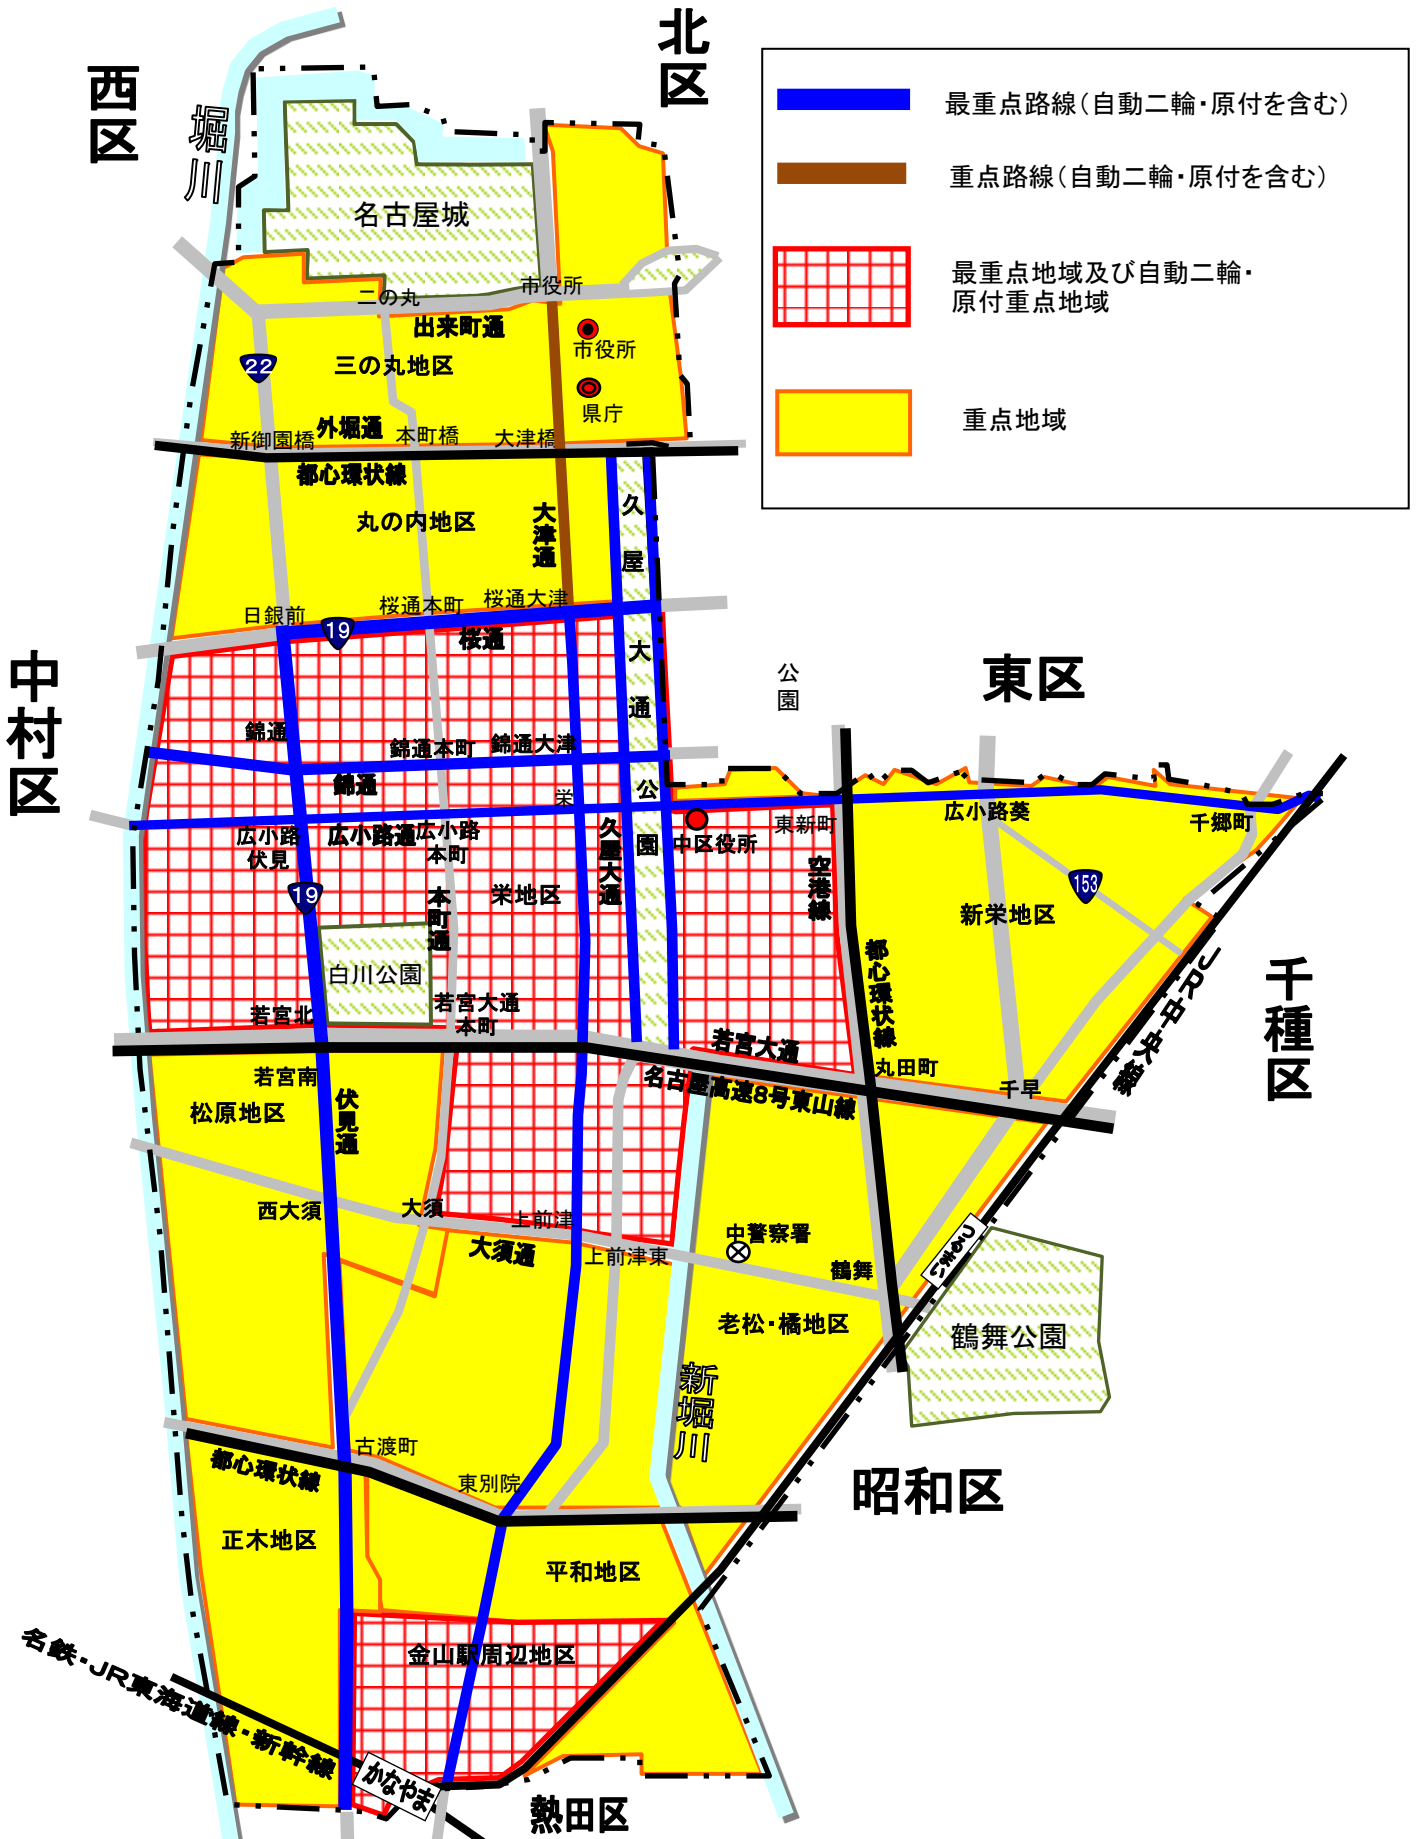 北区
西区
堀川
最重点路線(自動二輪・原付を含む)
重点路線(自動二輪・原付を含む)
最重点地域及び自動二輪・
原付重点地域
重点地域
名古屋城
市役所
二の丸
出来町通
市役所
22
三の丸地区
県庁
外堀通
新御園橋
本町橋
大津橋
都心環状線
丸の内地区
大津通
久屋大通公園
日銀前
桜通本町
桜通大津
19
桜通
中村区
東区
公園
錦通
錦通本町
錦通大津
錦通
栄
広小路
伏見
広小路通
広小路
本町
久屋大通
中区役所
東新町
広小路葵
千郷町
空港線
19
本町通
栄地区
153
新栄地区
都心環状線
JR中央線
千種区
白川公園
若宮北
若宮大通
本町
若宮大通
丸田町
千早
若宮南
名古屋高速8号東山線
松原地区
伏見通
西大須
大須
上前津
大須通
上前津東
中警察署
鶴舞
つるまい
老松・橘地区
鶴舞公園
新堀川
古渡町
都心環状線
東別院
昭和区
正木地区
平和地区
金山駅周辺地区
名鉄・JR東海道線・新幹線
かなやま
熱田区